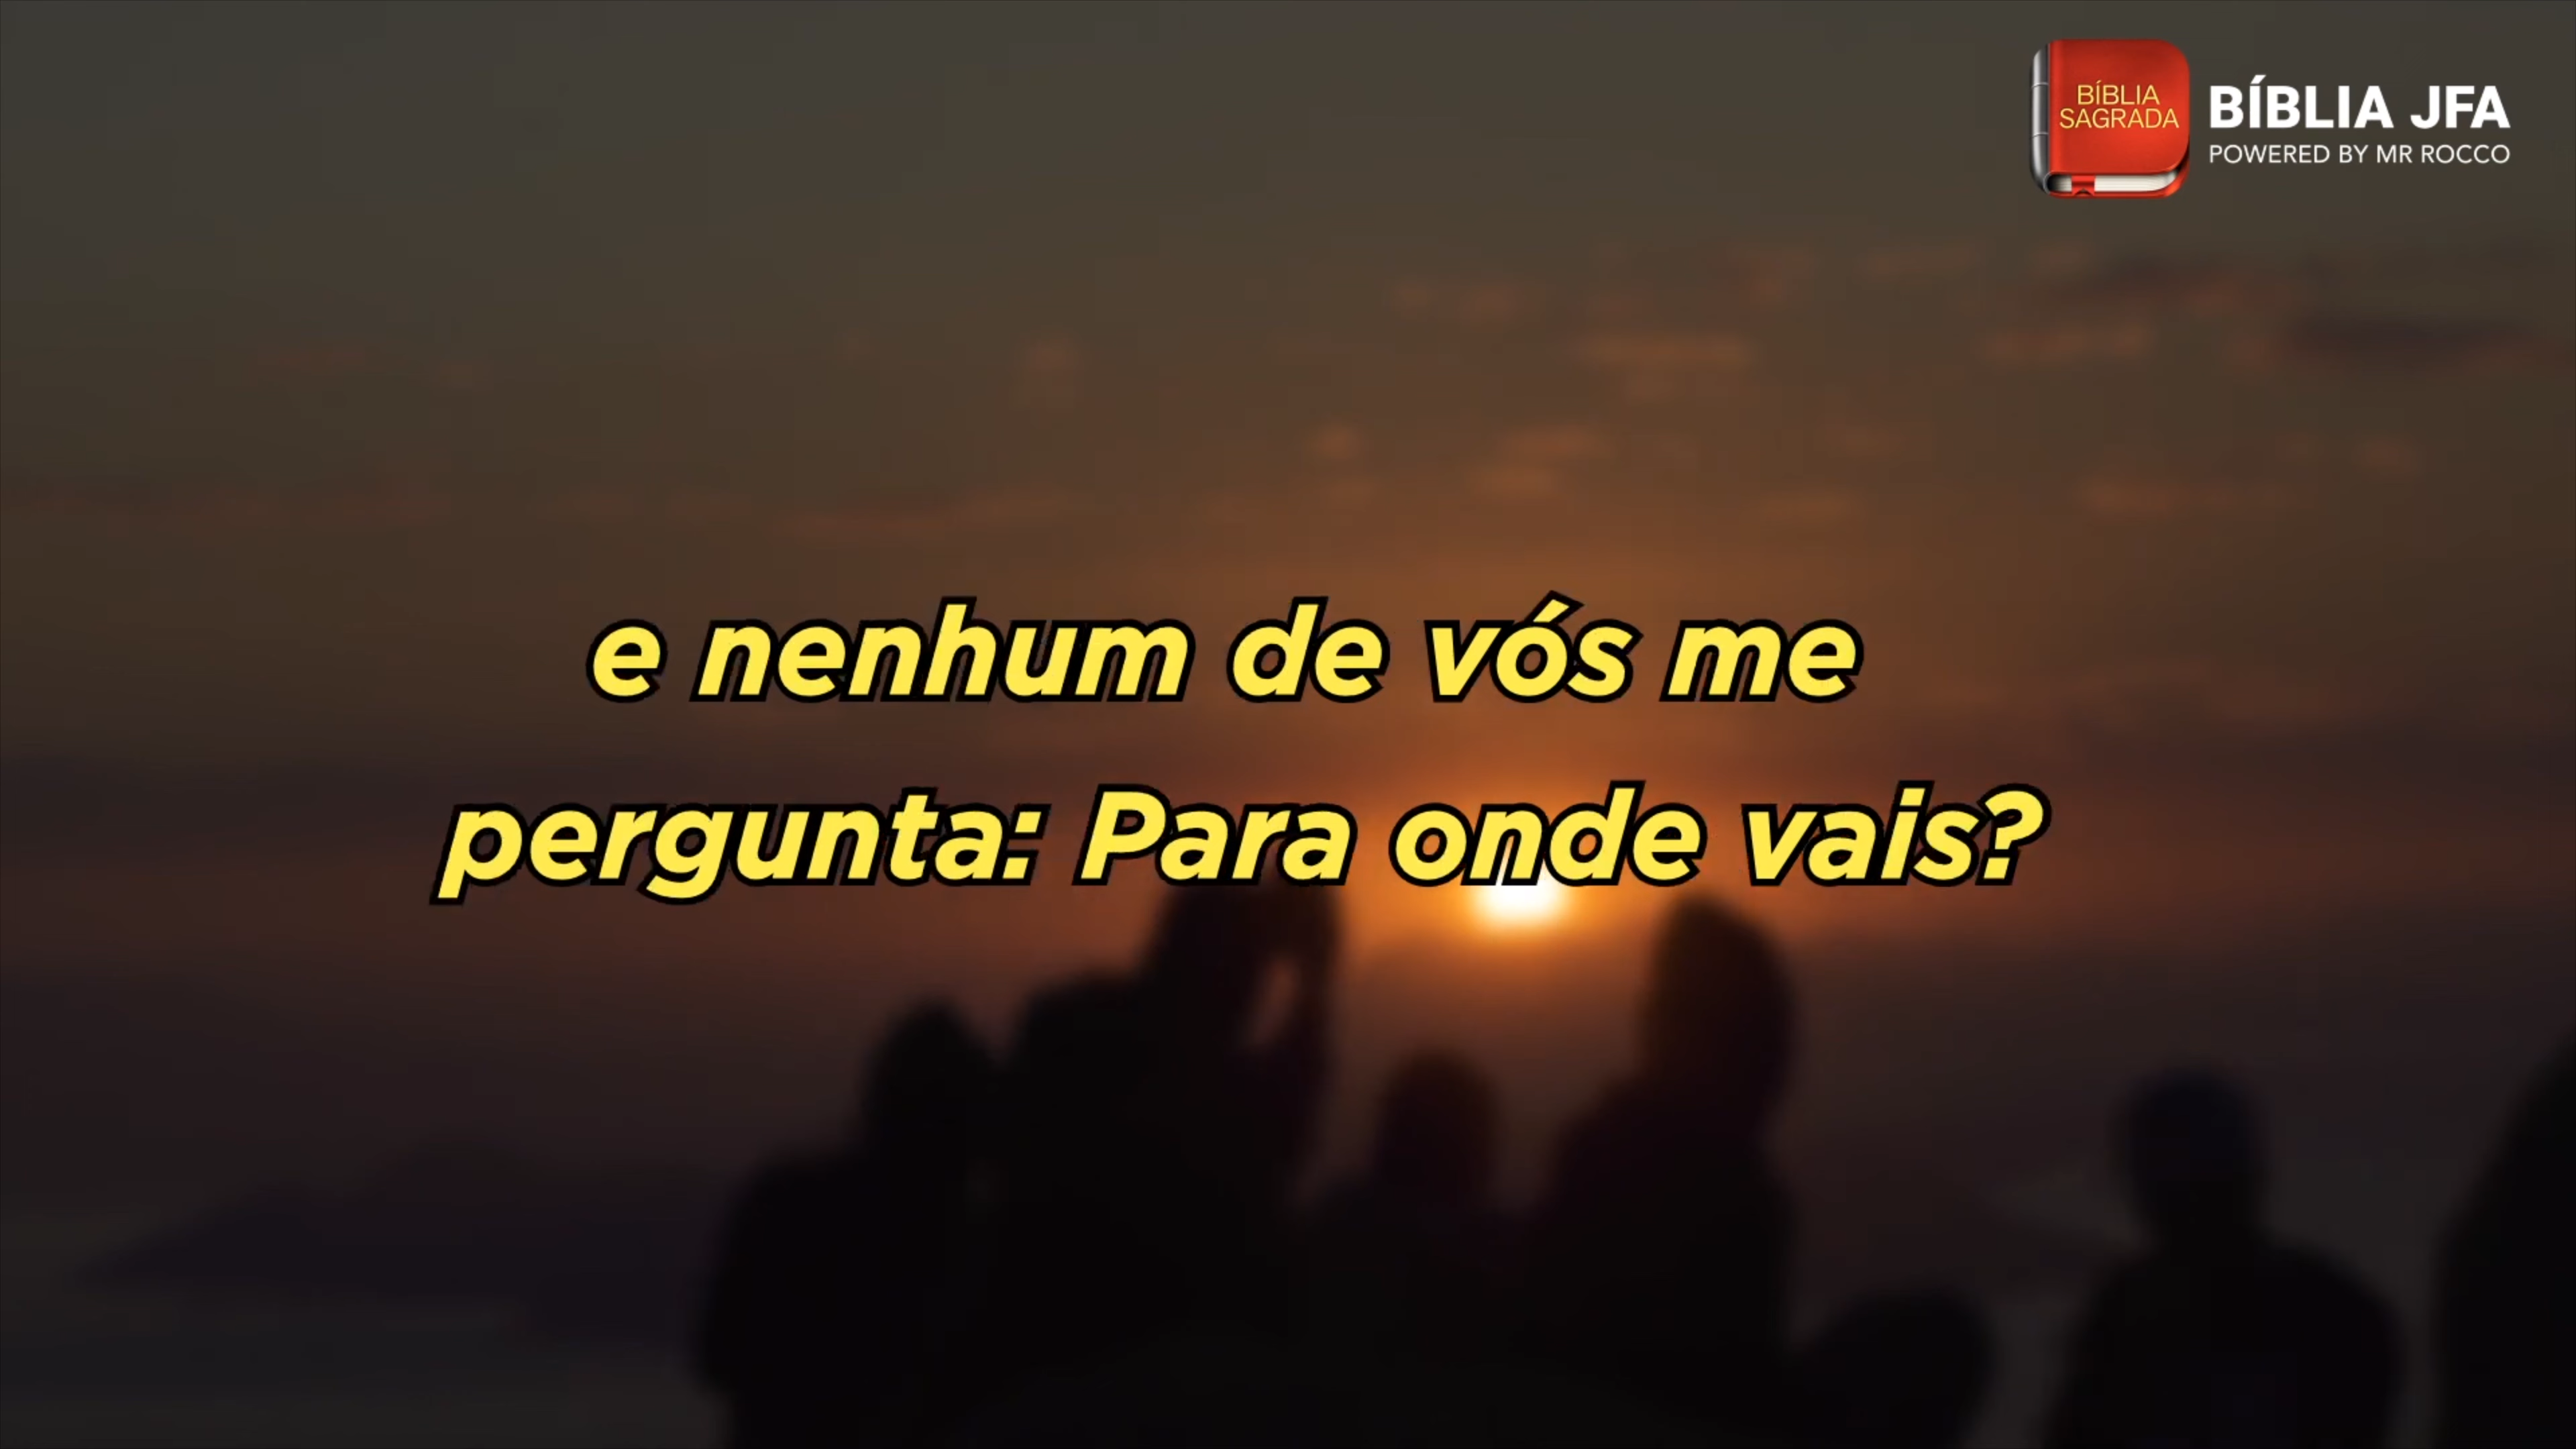 BÍBLIA
SAGRADA
BÍBLIA JFA
POWERED BY MR ROCCO
e nenhum de vós me
pergunta: Para onde vais?